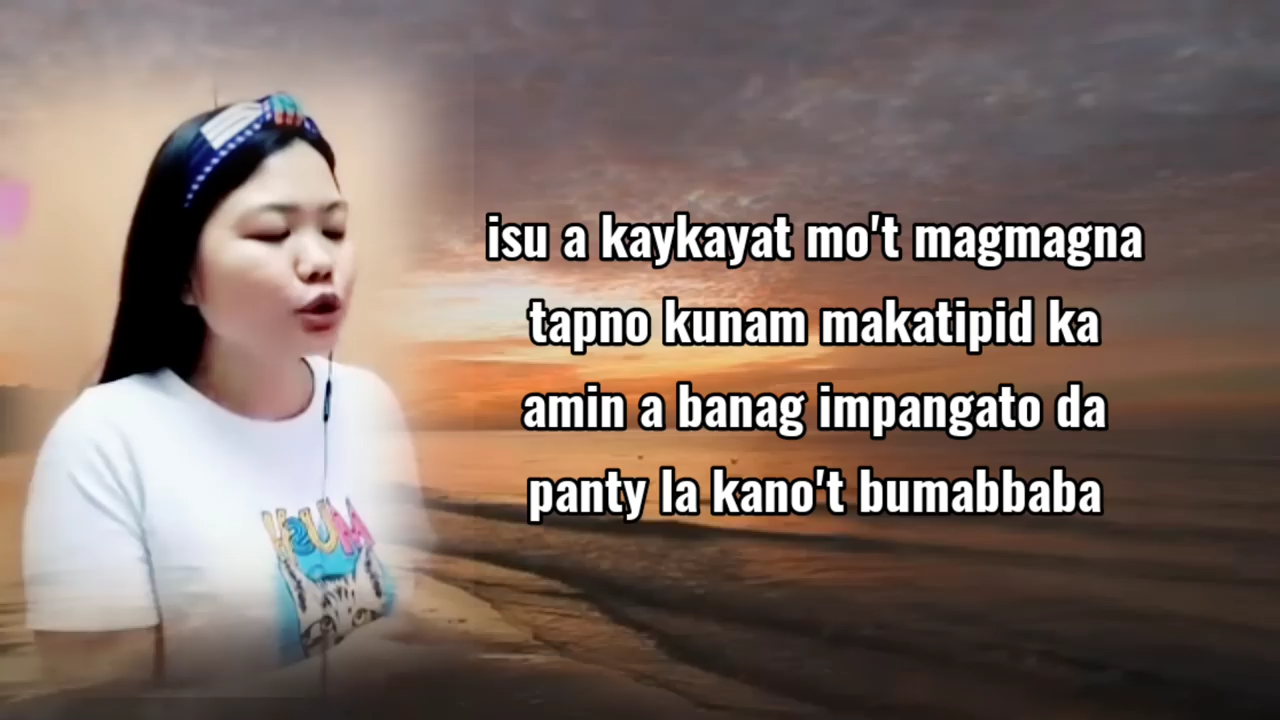 isu a kaykayat mo't magmagna
tapno kunam makatipid ka
amin a banag impangato da
panty la kano't bumabbaba